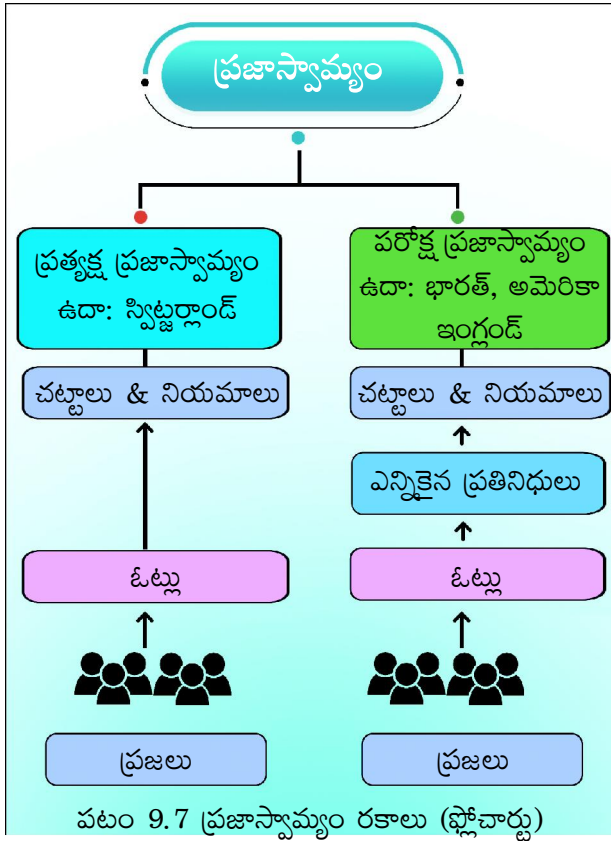 ప్రజాస్వామ్యం
ప్రత్యక్ష ప్రజాస్వామ్యం
ఉదా: స్విట్జర్లాండ్
చట్టాలు & నియమాలు
ఓట్లు
ప్రజలు
పరోక్ష ప్రజాస్వామ్యం
ఉదా: భారత్, అమెరికా
ఇంగ్లండ్
చట్టాలు & నియమాలు
ఎన్నికైన ప్రతినిధులు
ఓట్లు
ప్రజలు
పటం 9.7 ప్రజాస్వామ్యం రకాలు (ఫ్లోచార్టు)